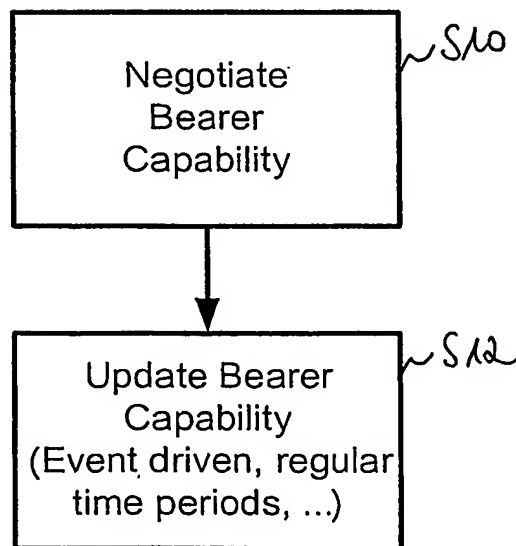 Negotiate
Bearer
Capability
S10
Update Bearer
Capability
(Event driven, regular
time periods, ...)
S12